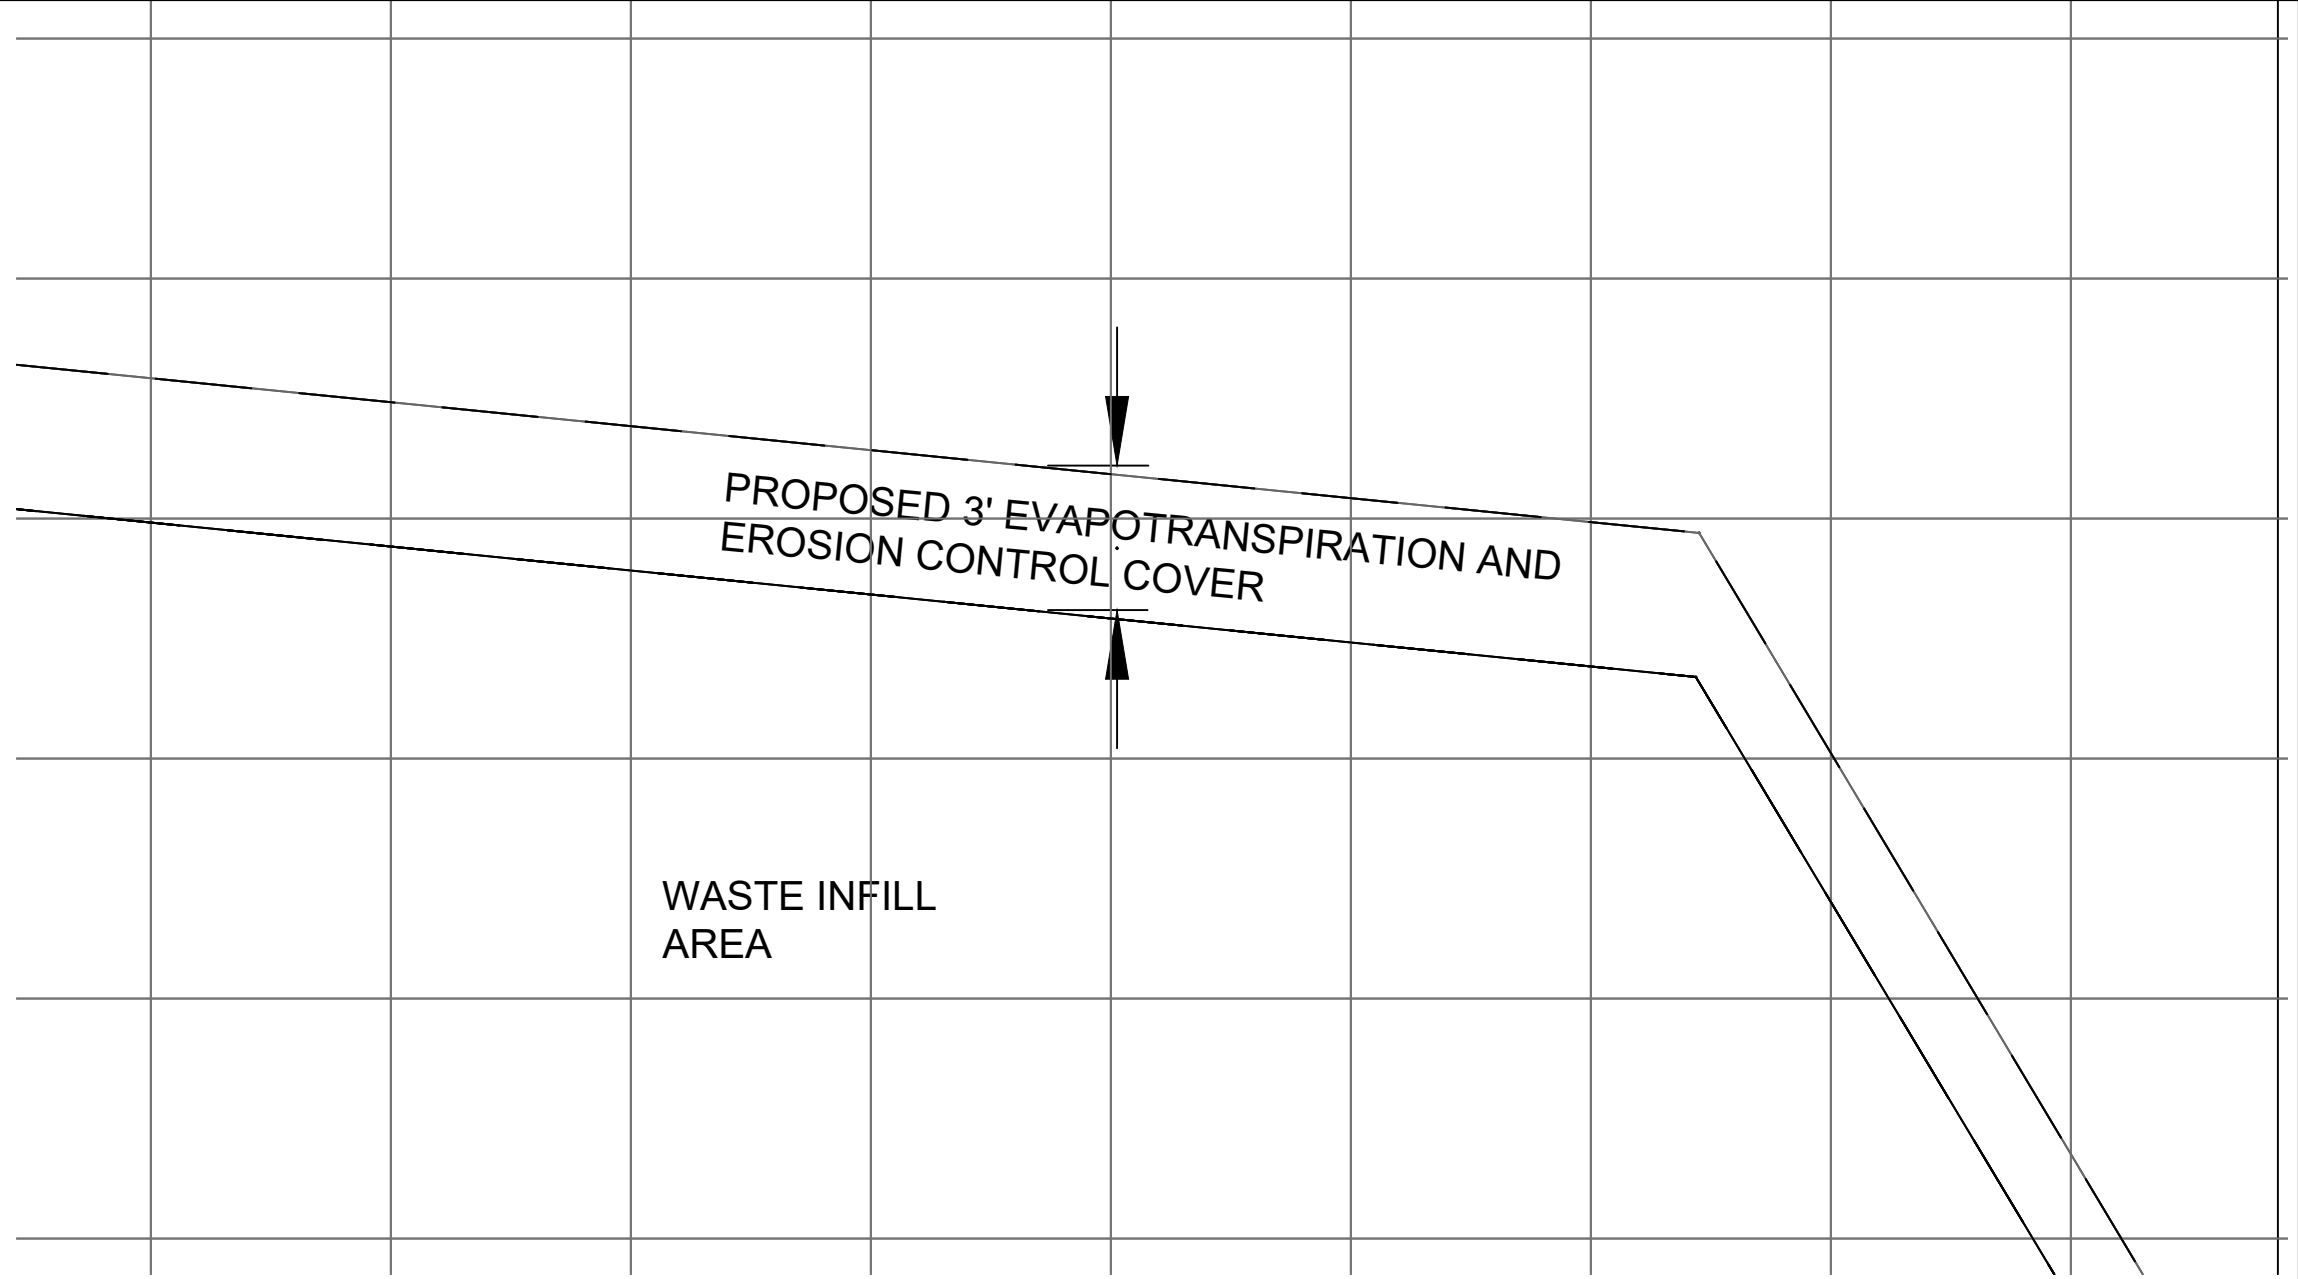 PROPOSED 3' EVAPOTRANSPIRATION AND
EROSION CONTROL COVER
WASTE INFILL
AREA